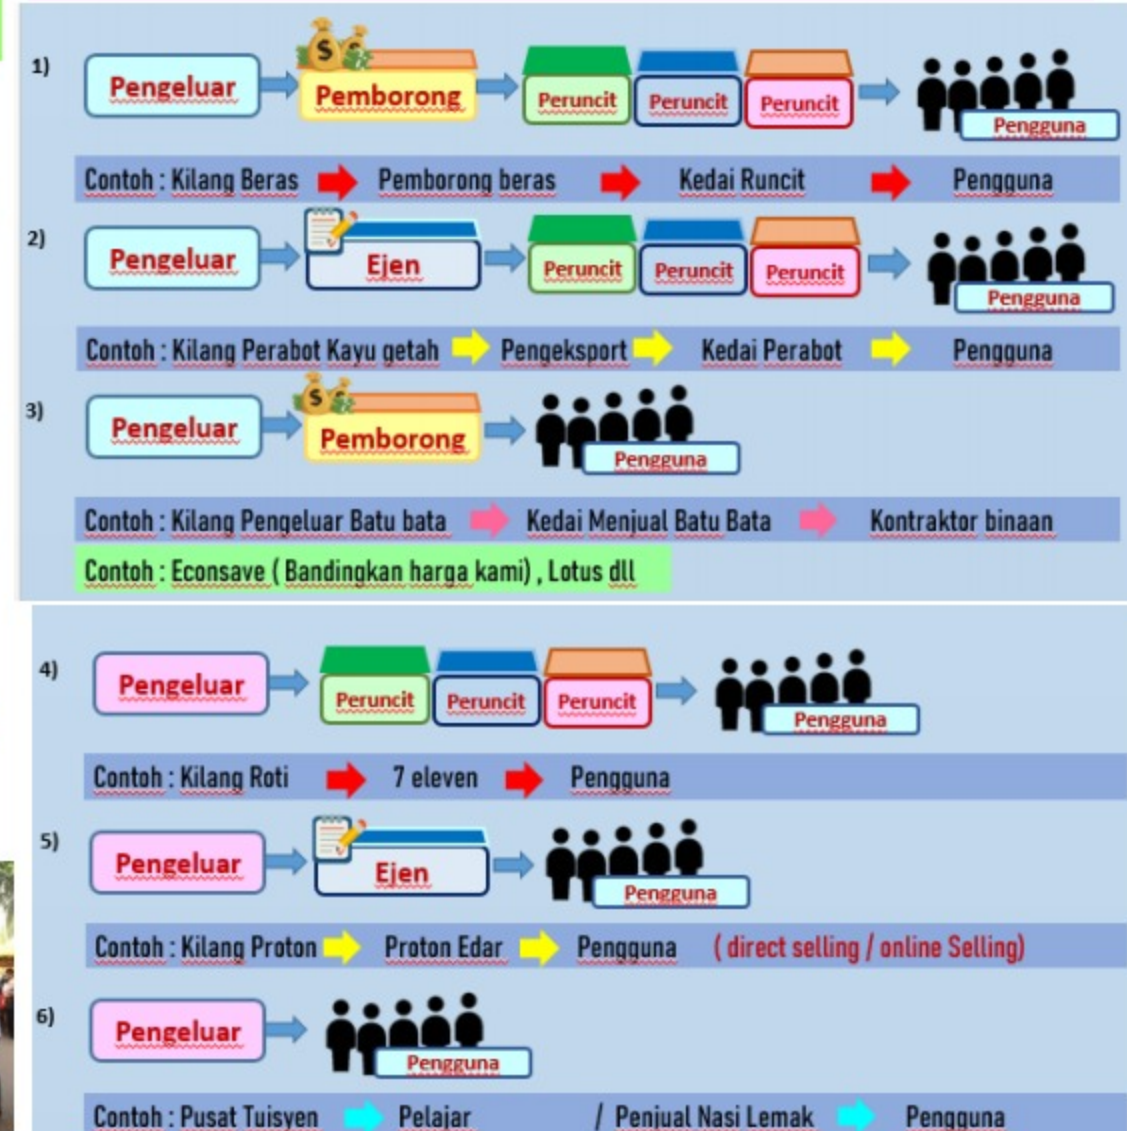 1)
Pengeluar Pemborong Peruncit Peruncit Peruncit Pengguna
Contoh : Kilang Beras Pemborong beras Kedai Runcit Pengguna
2)
Pengeluar Ejen Peruncit Peruncit Peruncit Pengguna
Contoh : Kilang Perabot Kayu getah Pengeksport Kedai Perabot Pengguna
3)
Pengeluar Pemborong Pengguna
Contoh : Kilang Pengeluar Batu bata Kedai Menjual Batu Bata Kontraktor binaan
Contoh : Econsave ( Bandingkan harga kami) , Lotus dll
4)
Pengeluar Peruncit Peruncit Peruncit Pengguna
Contoh : Kilang Roti 7 eleven Pengguna
5)
Pengeluar Ejen Pengguna
Contoh : Kilang Proton Proton Edar Pengguna ( direct selling / online Selling)
6)
Pengeluar Pengguna
Contoh : Pusat Tuisyen Pelajar / Penjual Nasi Lemak Pengguna